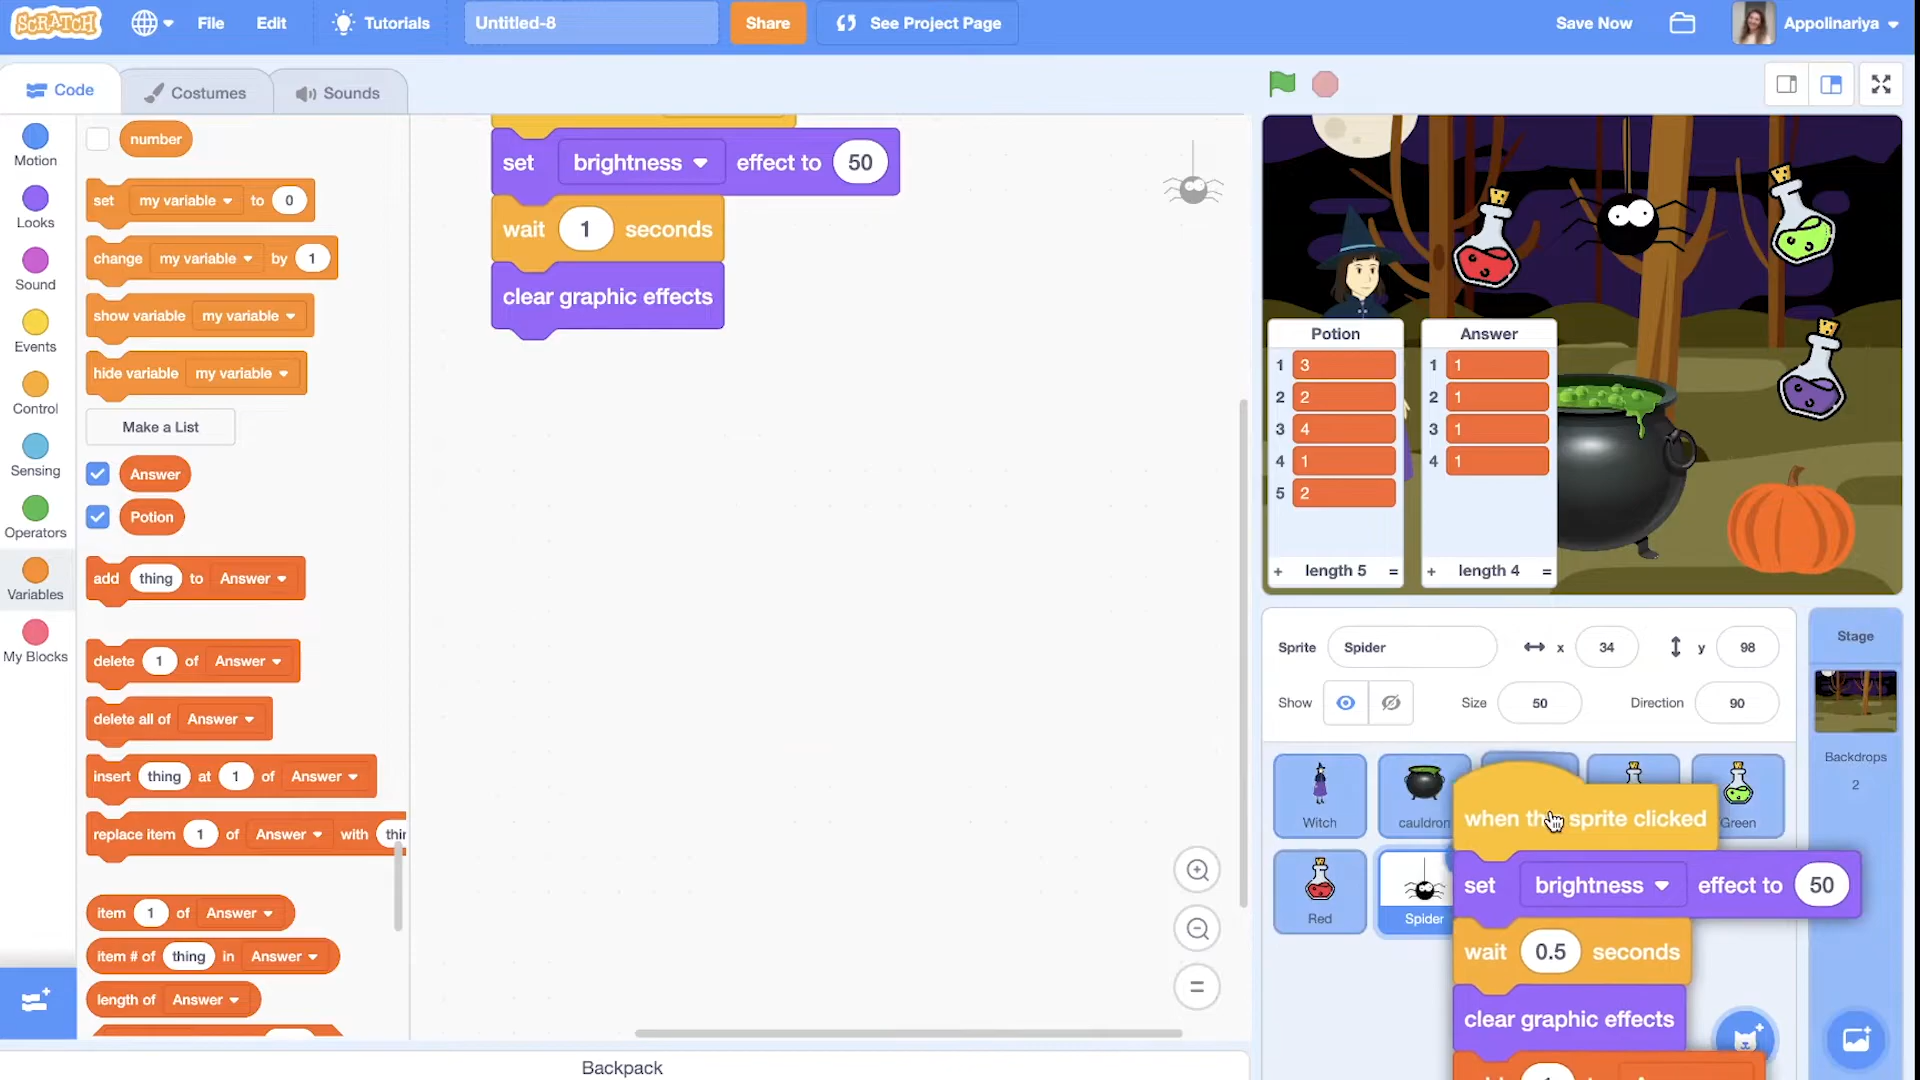 SCRATCH File Edit Tutorials Untitled-8 Share See Project Page Save Now Appolinariya
Code Costumes Sounds
Motion
Looks
Sound
Events
Control
Sensing
Operators
Variables
My Blocks
number
set my variable to 0
change my variable by 1
show variable my variable
hide variable my variable
Make a List
Answer
Potion
add thing to Answer
delete 1 of Answer
delete all of Answer
insert thing at 1 of Answer
replace item 1 of Answer with
item 1 of Answer
item # of thing in Answer
length of Answer
set brightness effect to 50
wait 1 seconds
clear graphic effects
Backpack
Potion
1 3
2 2
3 4
4 1
5 2
+ length 5 =
Answer
1 1
2 1
3 1
4 1
+ length 4 =
Sprite Spider x 34 y 98
Show Size 50 Direction 90
Witch
cauldron
Green
Red
Spider
when this sprite clicked
set brightness effect to 50
wait 0.5 seconds
clear graphic effects
Stage
Backdrops
2